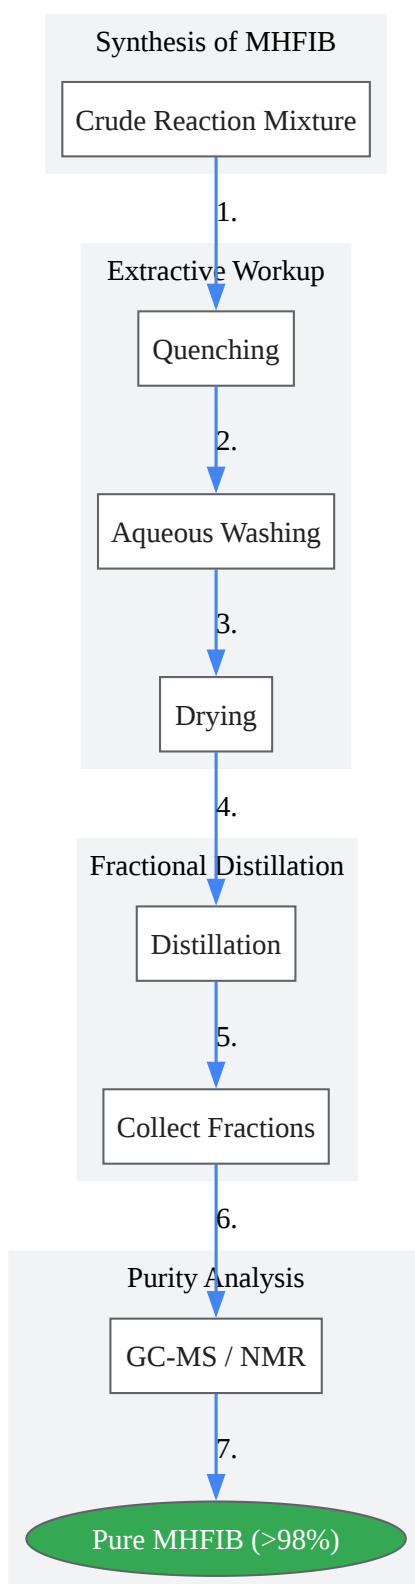 Synthesis of MHFIB
Crude Reaction Mixture
1.
Extractive Workup
Quenching
2.
Aqueous Washing
3.
Drying
4.
Fractional Distillation
Distillation
5.
Collect Fractions
6.
Purity Analysis
GC-MS / NMR
7.
Pure MHFIB (>98%)